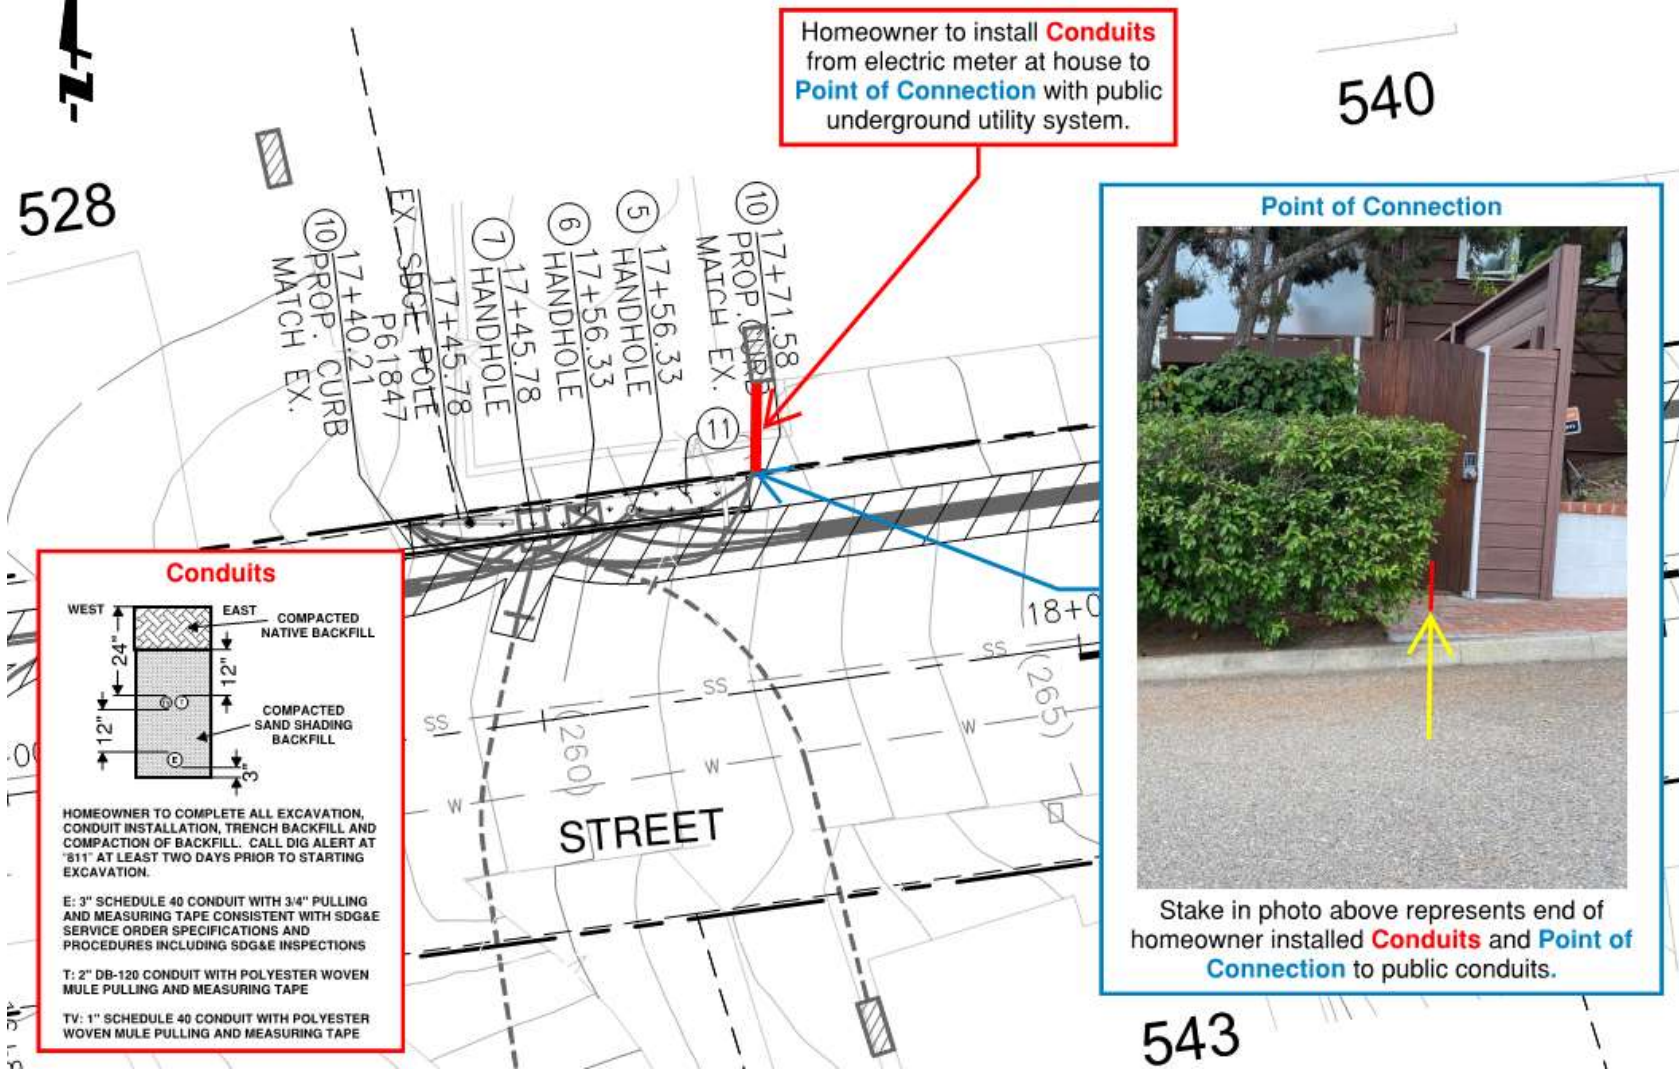 Homeowner to install Conduits
from electric meter at house to
Point of Connection with public
underground utility system.
540
528
10 17+40.21
PROP. CURB
MATCH EX.
EX SDGE POLE
17+45.78
P61847
7 17+45.78
HANDHOLE
6 17+56.33
HANDHOLE
5 17+56.33
HANDHOLE
10 17+71.58
PROP. CURB
MATCH EX.
11
Point of Connection
Stake in photo above represents end of
homeowner installed Conduits and Point of
Connection to public conduits.
Conduits
WEST
EAST
COMPACTED
NATIVE BACKFILL
24"
12"
TV
T
12"
COMPACTED
SAND SHADING
BACKFILL
E
3"
HOMEOWNER TO COMPLETE ALL EXCAVATION,
CONDUIT INSTALLATION, TRENCH BACKFILL AND
COMPACTION OF BACKFILL. CALL DIG ALERT AT
"811" AT LEAST TWO DAYS PRIOR TO STARTING
EXCAVATION.
E: 3" SCHEDULE 40 CONDUIT WITH 3/4" PULLING
AND MEASURING TAPE CONSISTENT WITH SDG&E
SERVICE ORDER SPECIFICATIONS AND
PROCEDURES INCLUDING SDG&E INSPECTIONS
T: 2" DB-120 CONDUIT WITH POLYESTER WOVEN
MULE PULLING AND MEASURING TAPE
TV: 1" SCHEDULE 40 CONDUIT WITH POLYESTER
WOVEN MULE PULLING AND MEASURING TAPE
18+0
SS
SS
SS
(260)
(265)
W
W
W
STREET
543